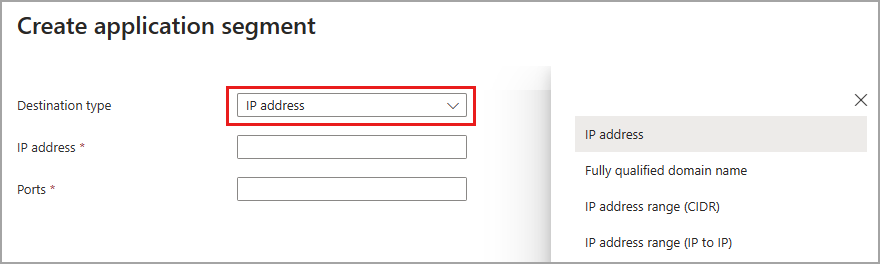 Create application segment
Destination type
IP address
IP address *
Ports *
IP address
Fully qualified domain name
IP address range (CIDR)
IP address range (IP to IP)